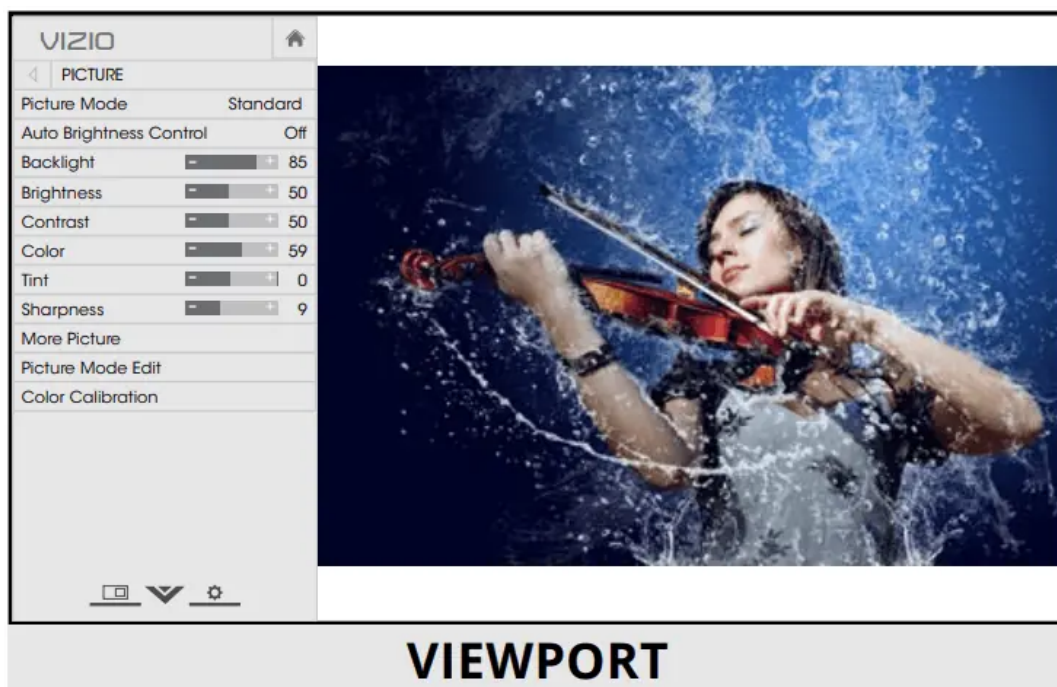 VIZIO
PICTURE
Picture Mode Standard
Auto Brightness Control Off
Backlight 85
Brightness 50
Contrast 50
Color 59
Tint 0
Sharpness 9
More Picture
Picture Mode Edit
Color Calibration
VIEWPORT